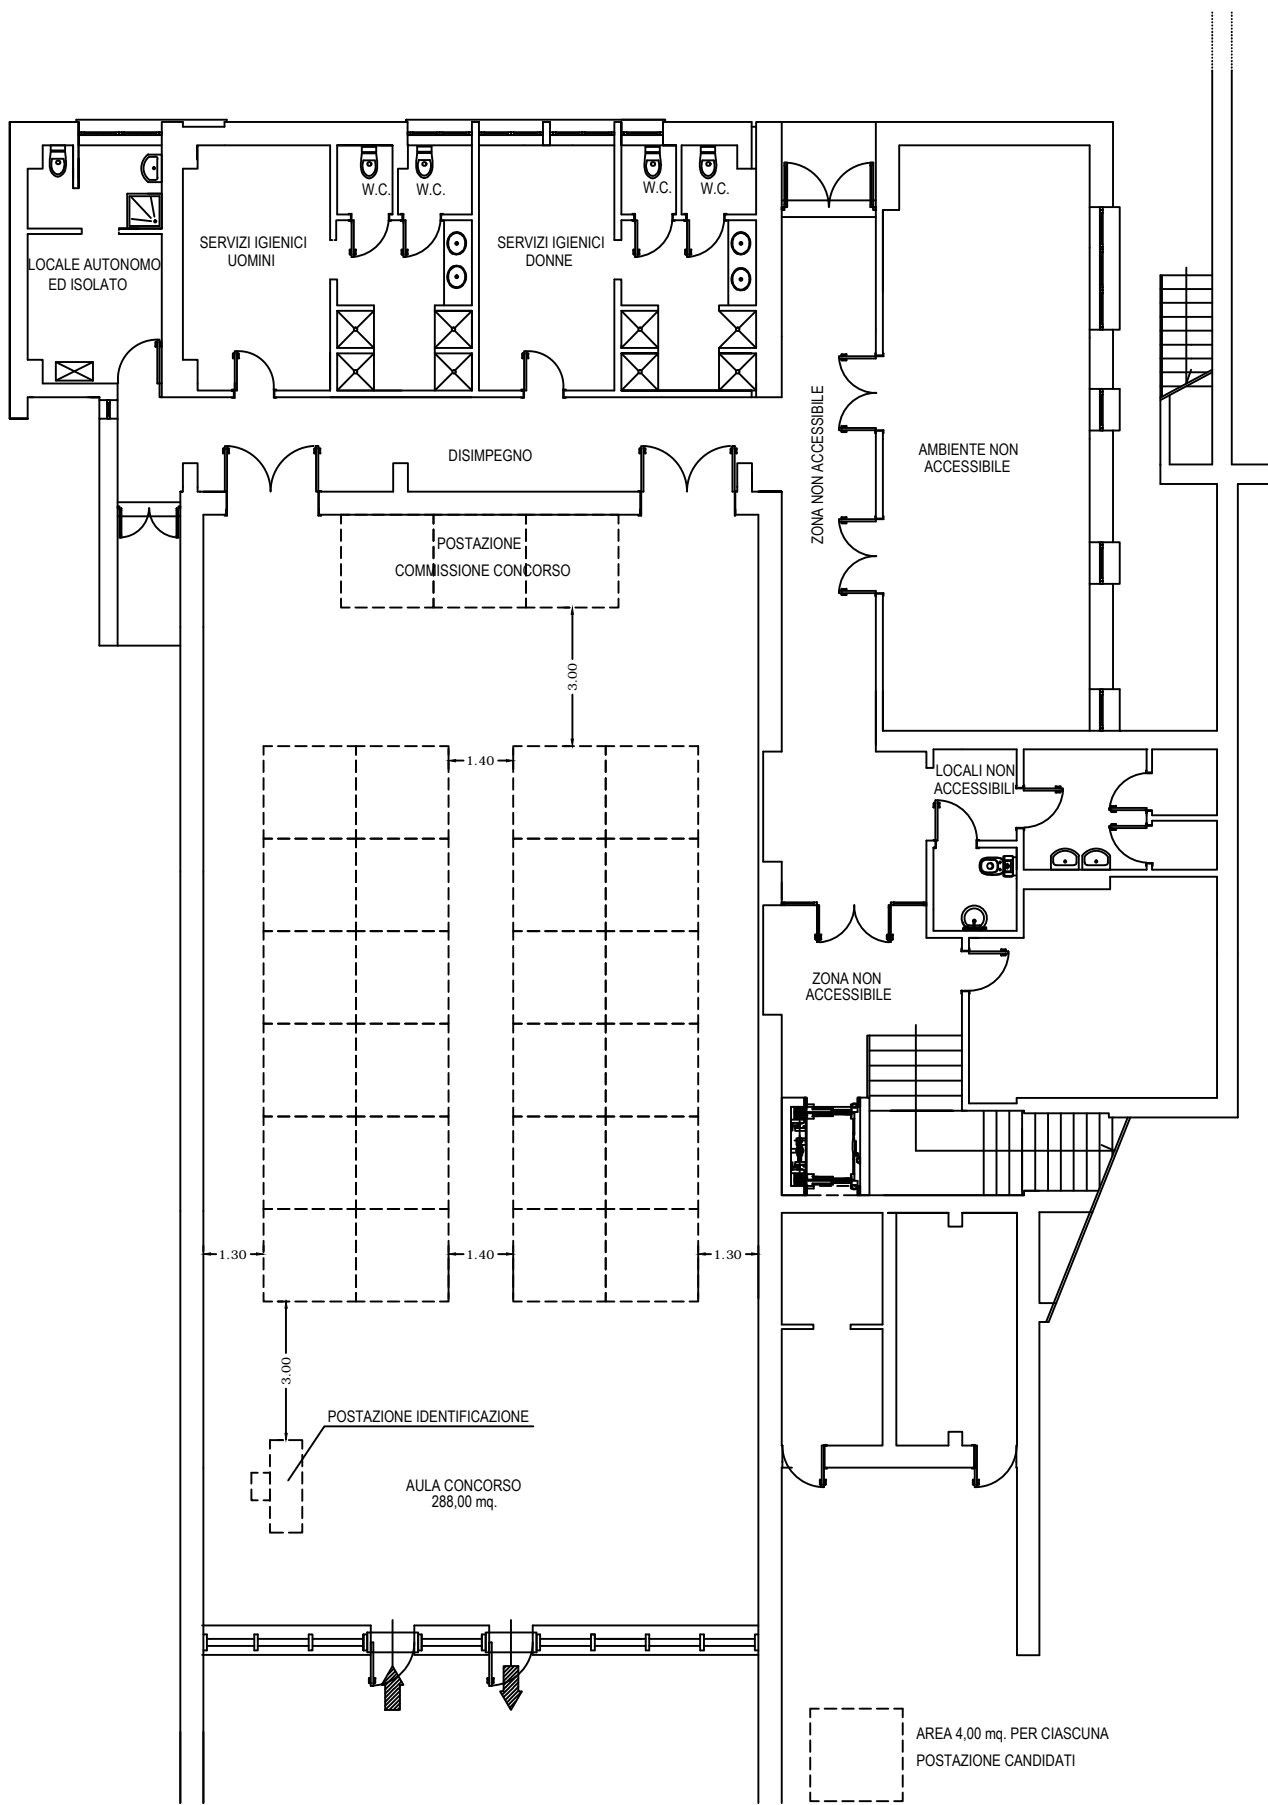 W.C.
W.C.
W.C.
W.C.
SERVIZI IGIENICI
UOMINI
SERVIZI IGIENICI
DONNE
LOCALE AUTONOMO
ED ISOLATO
DISIMPEGNO
ZONA NON ACCESSIBILE
AMBIENTE NON
ACCESSIBILE
POSTAZIONE
COMMISSIONE CONCORSO
3.00
1.40
LOCALI NON
ACCESSIBILI
ZONA NON
ACCESSIBILE
1.30
1.40
1.30
3.00
POSTAZIONE IDENTIFICAZIONE
AULA CONCORSO
288,00 mq.
AREA 4,00 mq. PER CIASCUNA
POSTAZIONE CANDIDATI